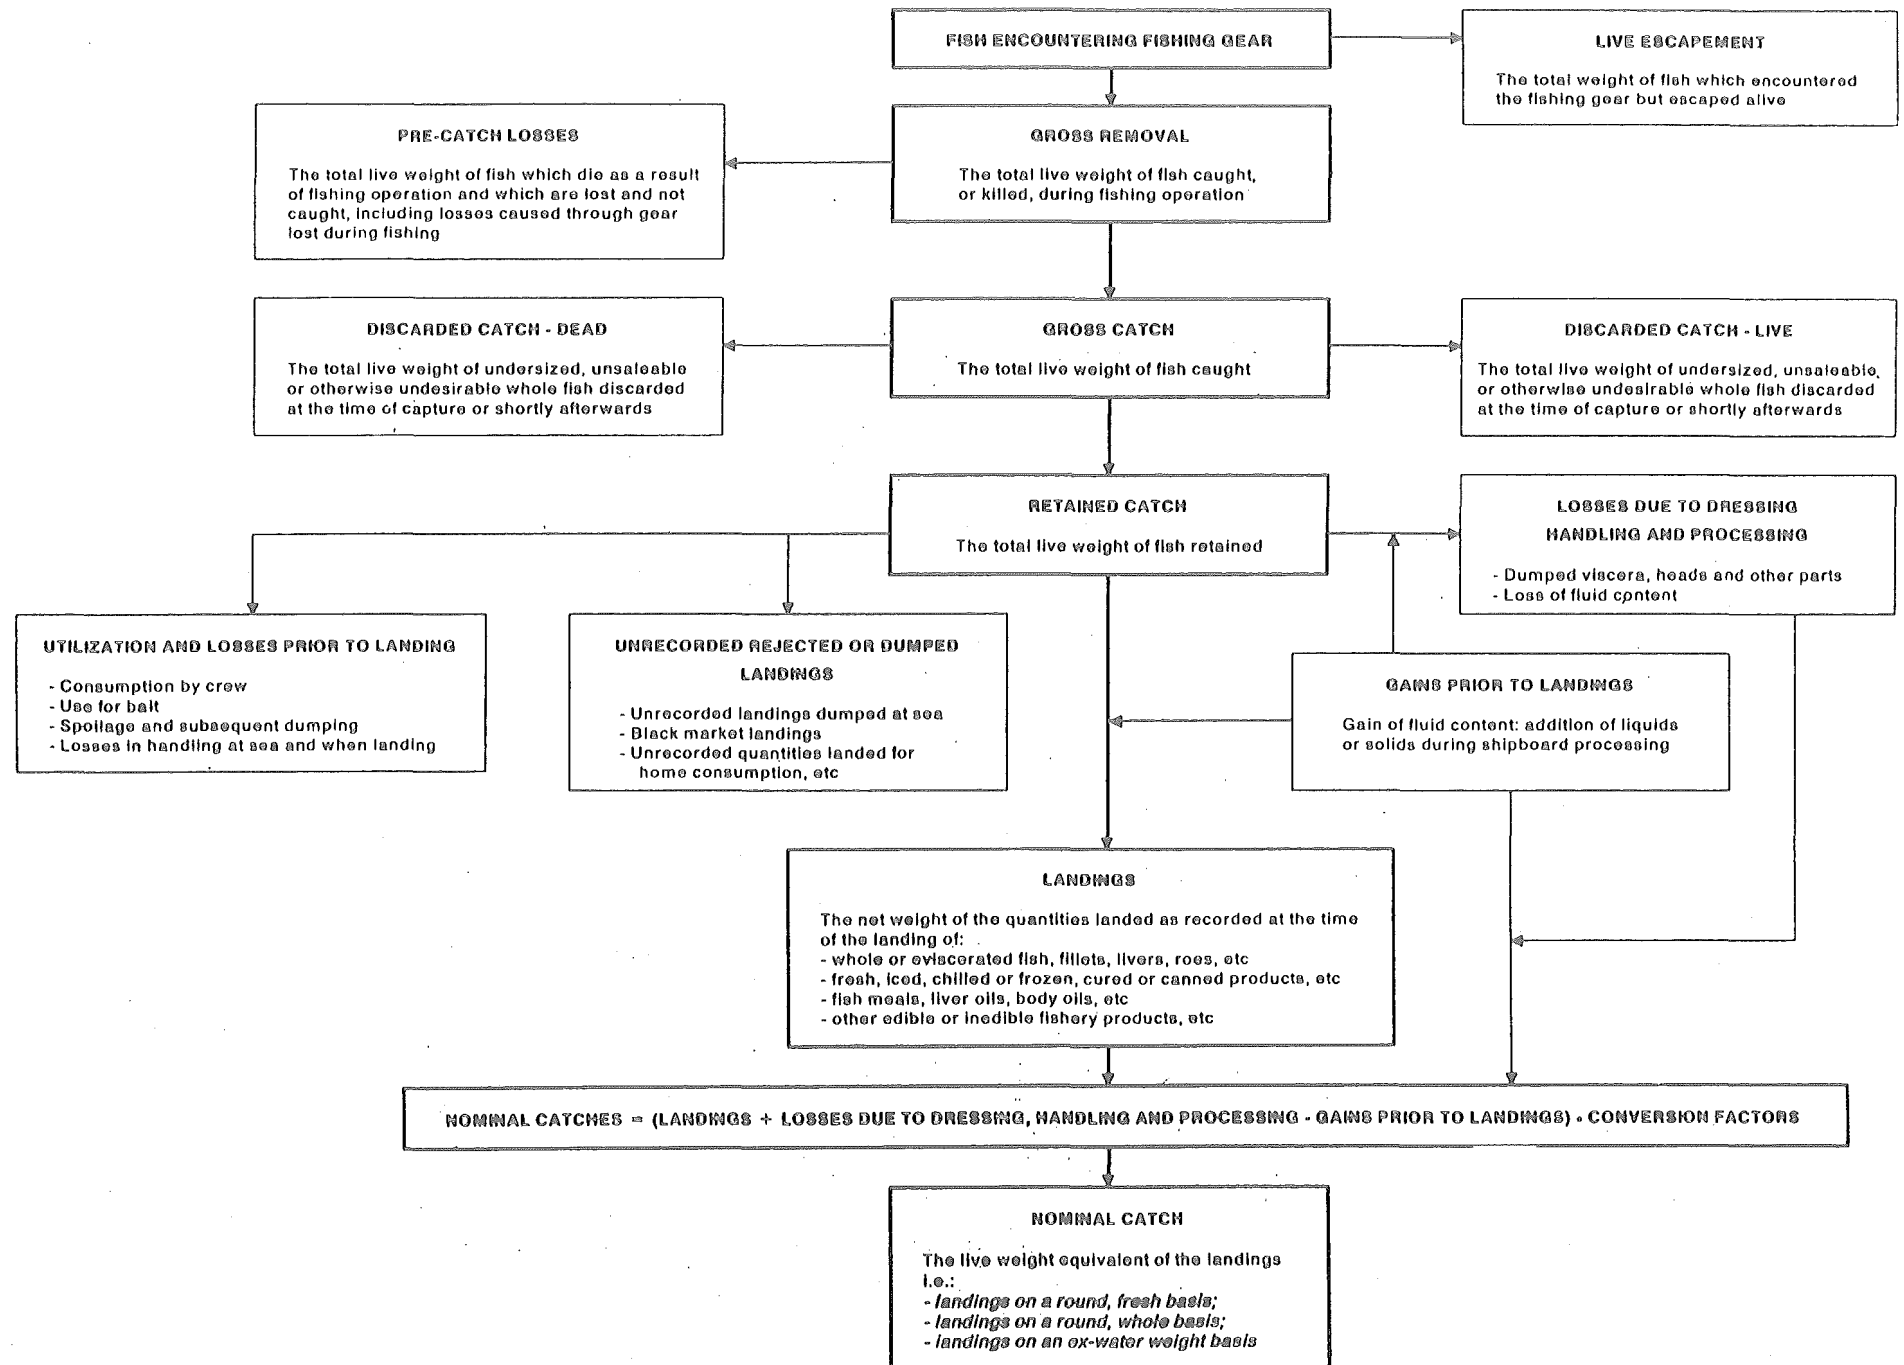 FISH ENCOUNTERING FISHING GEAR
LIVE ESCAPEMENT
The total weight of fish which encountered
the fishing gear but escaped alive
PRE-CATCH LOSSES
The total live weight of fish which die as a result
of fishing operation and which are lost and not
caught, including losses caused through gear
lost during fishing
GROSS REMOVAL
The total live weight of fish caught,
or killed, during fishing operation
DISCARDED CATCH - DEAD
The total live weight of undersized, unsaleable
or otherwise undesirable whole fish discarded
at the time of capture or shortly afterwards
GROSS CATCH
The total live weight of fish caught
DISCARDED CATCH - LIVE
The total live weight of undersized, unsaleable,
or otherwise undesirable whole fish discarded
at the time of capture or shortly afterwards
RETAINED CATCH
The total live weight of fish retained
LOSSES DUE TO DRESSING
HANDLING AND PROCESSING
- Dumped viscera, heads and other parts
- Loss of fluid content
UTILIZATION AND LOSSES PRIOR TO LANDING
- Consumption by crew
- Use for bait
- Spoilage and subsequent dumping
- Losses in handling at sea and when landing
UNRECORDED REJECTED OR DUMPED
LANDINGS
- Unrecorded landings dumped at sea
- Black market landings
- Unrecorded quantities landed for
home consumption, etc
GAINS PRIOR TO LANDINGS
Gain of fluid content: addition of liquids
or solids during shipboard processing
LANDINGS
The net weight of the quantities landed as recorded at the time
of the landing of:
- whole or eviscerated fish, fillets, livers, roes, etc
- fresh, iced, chilled or frozen, cured or canned products, etc
- fish meals, liver oils, body oils, etc
- other edible or inedible fishery products, etc
NOMINAL CATCHES = (LANDINGS + LOSSES DUE TO DRESSING, HANDLING AND PROCESSING - GAINS PRIOR TO LANDINGS) • CONVERSION FACTORS
NOMINAL CATCH
The live weight equivalent of the landings
i.e.:
- landings on a round, fresh basis;
- landings on a round, whole basis;
- landings on an ex-water weight basis